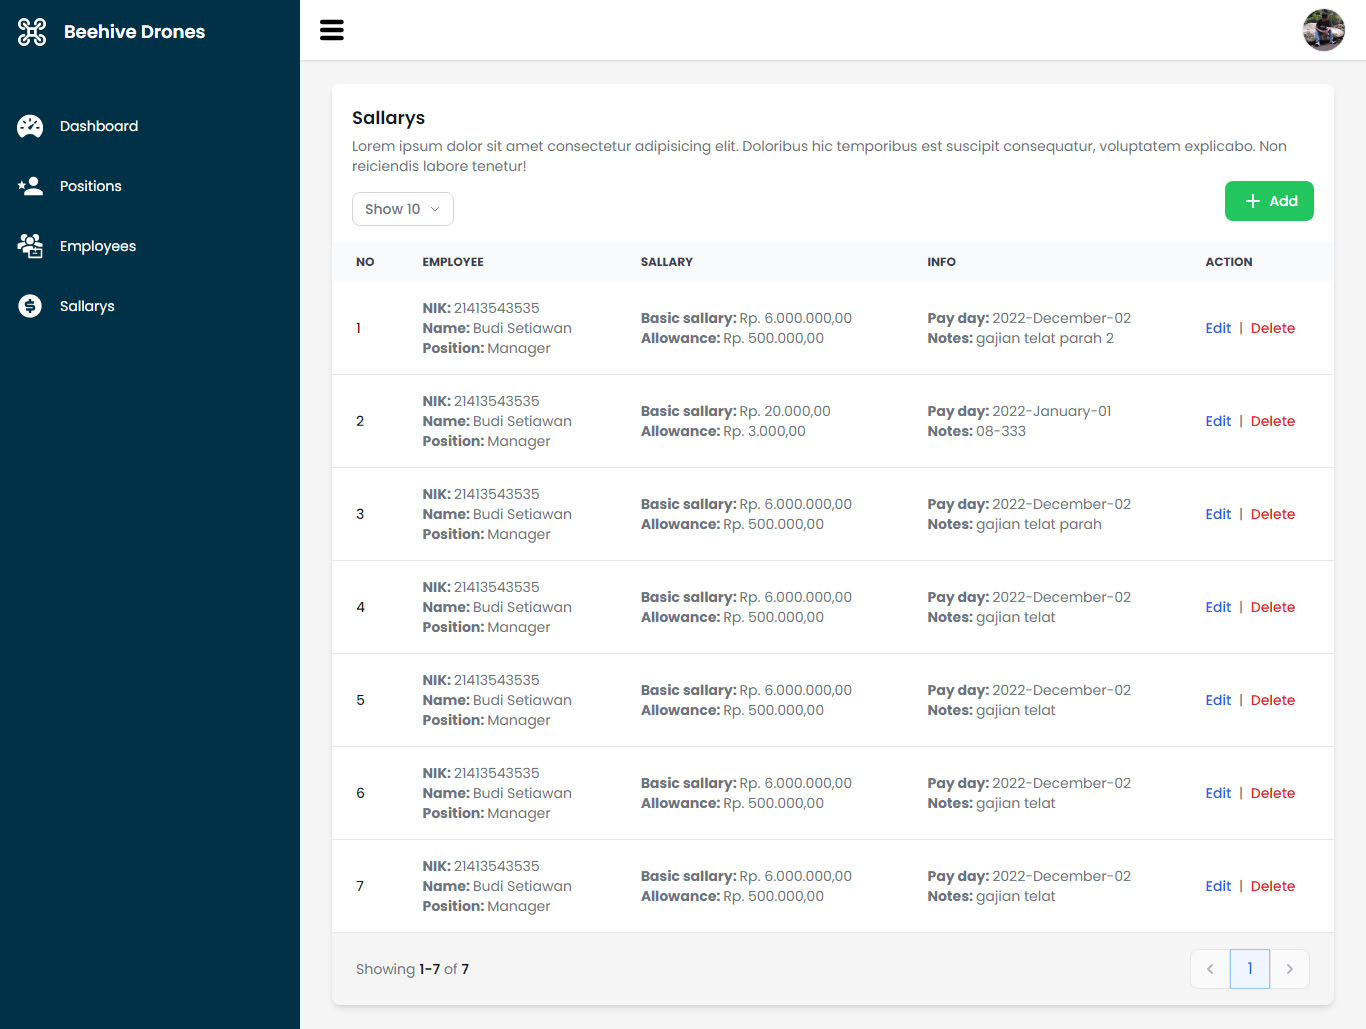 Beehive Drones
Dashboard
Positions
Employees
Sallarys
Sallarys
Lorem ipsum dolor sit amet consectetur adipisicing elit. Doloribus hic temporibus est suscipit consequatur, voluptatem explicabo. Non
reiciendis labore tenetur!
Show 10
Add
NO EMPLOYEE SALLARY INFO ACTION
1
NIK: 21413543535
Name: Budi Setiawan
Position: Manager
Basic sallary: Rp. 6.000.000,00
Allowance: Rp. 500.000,00
Pay day: 2022-December-02
Notes: gajian telat parah 2
Edit | Delete
2
NIK: 21413543535
Name: Budi Setiawan
Position: Manager
Basic sallary: Rp. 20.000,00
Allowance: Rp. 3.000,00
Pay day: 2022-January-01
Notes: 08-333
Edit | Delete
3
NIK: 21413543535
Name: Budi Setiawan
Position: Manager
Basic sallary: Rp. 6.000.000,00
Allowance: Rp. 500.000,00
Pay day: 2022-December-02
Notes: gajian telat parah
Edit | Delete
4
NIK: 21413543535
Name: Budi Setiawan
Position: Manager
Basic sallary: Rp. 6.000.000,00
Allowance: Rp. 500.000,00
Pay day: 2022-December-02
Notes: gajian telat
Edit | Delete
5
NIK: 21413543535
Name: Budi Setiawan
Position: Manager
Basic sallary: Rp. 6.000.000,00
Allowance: Rp. 500.000,00
Pay day: 2022-December-02
Notes: gajian telat
Edit | Delete
6
NIK: 21413543535
Name: Budi Setiawan
Position: Manager
Basic sallary: Rp. 6.000.000,00
Allowance: Rp. 500.000,00
Pay day: 2022-December-02
Notes: gajian telat
Edit | Delete
7
NIK: 21413543535
Name: Budi Setiawan
Position: Manager
Basic sallary: Rp. 6.000.000,00
Allowance: Rp. 500.000,00
Pay day: 2022-December-02
Notes: gajian telat
Edit | Delete
Showing 1-7 of 7
1